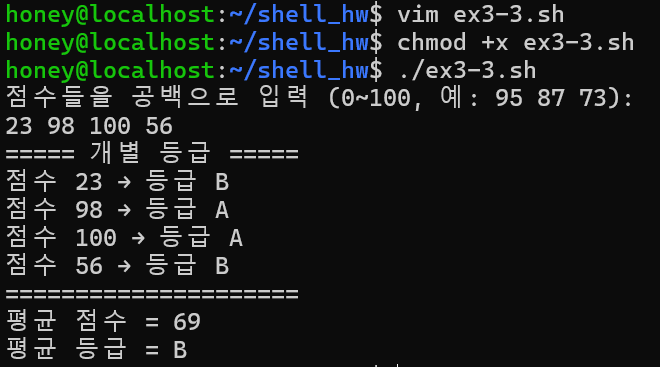 honey@localhost:~/shell_hw$ vim ex3-3.sh
honey@localhost:~/shell_hw$ chmod +x ex3-3.sh
honey@localhost:~/shell_hw$ ./ex3-3.sh
점수들을 공백으로 입력 (0~100, 예: 95 87 73):
23 98 100 56
===== 개별 등급 =====
점수 23 → 등급 B
점수 98 → 등급 A
점수 100 → 등급 A
점수 56 → 등급 B
=====================
평균 점수 = 69
평균 등급 = B